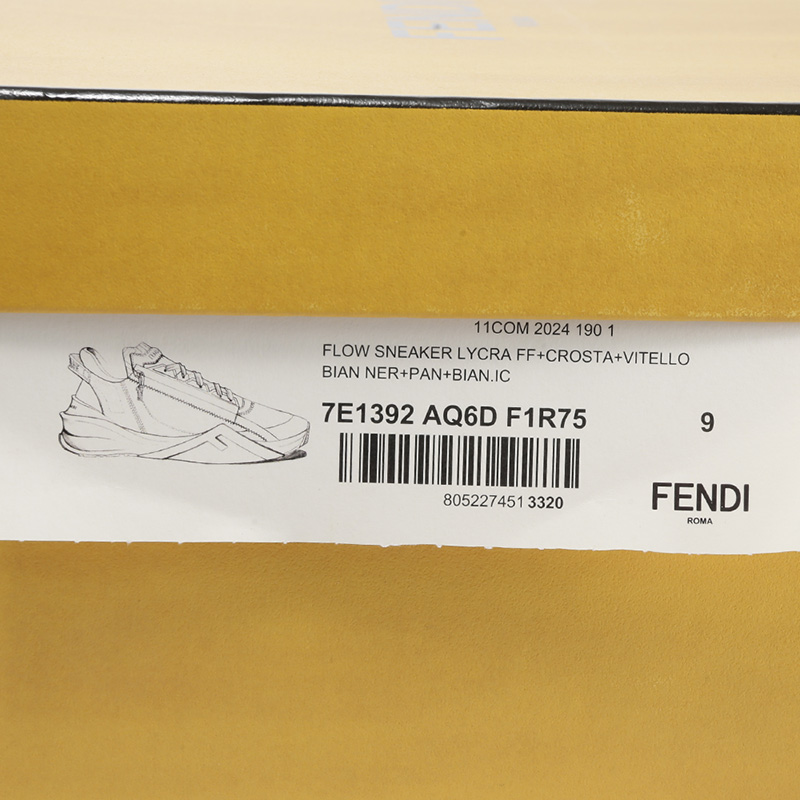 11COM 2024 190 1
FLOW SNEAKER LYCRA FF+CROSTA+VITELLO
BIAN NER+PAN+BIAN.IC
7E1392 AQ6D F1R75
9
805227451 3320
FENDI
ROMA